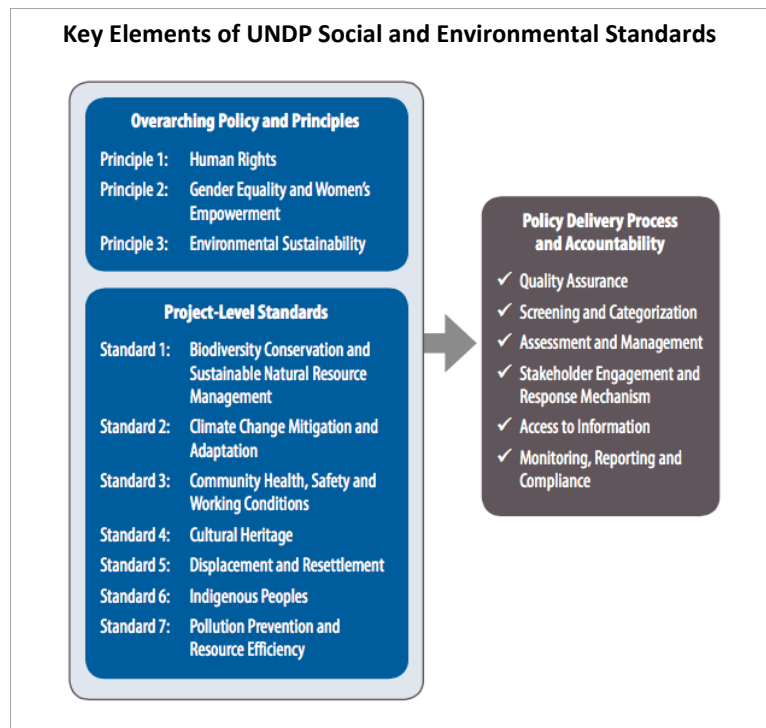 Key Elements of UNDP Social and Environmental Standards
Overarching Policy and Principles
Principle 1: Human Rights
Principle 2: Gender Equality and Women's
Empowerment
Principle 3: Environmental Sustainability
Project-Level Standards
Standard 1: Biodiversity Conservation and
Sustainable Natural Resource
Management
Standard 2: Climate Change Mitigation and
Adaptation
Standard 3: Community Health, Safety and
Working Conditions
Standard 4: Cultural Heritage
Standard 5: Displacement and Resettlement
Standard 6: Indigenous Peoples
Standard 7: Pollution Prevention and
Resource Efficiency
Policy Delivery Process
and Accountability
✓ Quality Assurance
✓ Screening and Categorization
✓ Assessment and Management
✓ Stakeholder Engagement and
Response Mechanism
✓ Access to Information
✓ Monitoring, Reporting and
Compliance